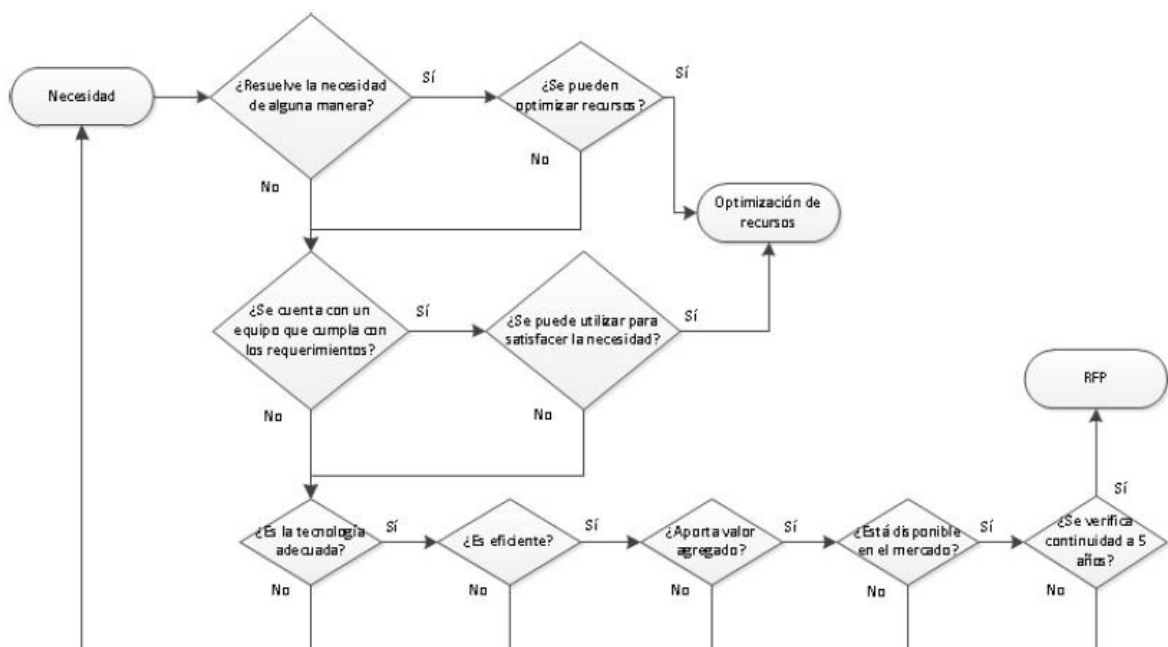 Necesidad
¿Resuelve la necesidad
de alguna manera?
Sí
¿Se pueden
optimizar recursos?
Sí
No
No
Optimización de
recursos
¿Se cuenta con un
equipo que cumpla con
los requerimientos?
Sí
¿Se puede utilizar para
satisfacer la necesidad?
Sí
No
No
RFP
Sí
¿Es la tecnología
adecuada?
Sí
¿Es eficiente?
Sí
¿Aporta valor
agregado?
Sí
¿Está disponible
en el mercado?
Sí
¿Se verifica
continuidad a 5
años?
No
No
No
No
No